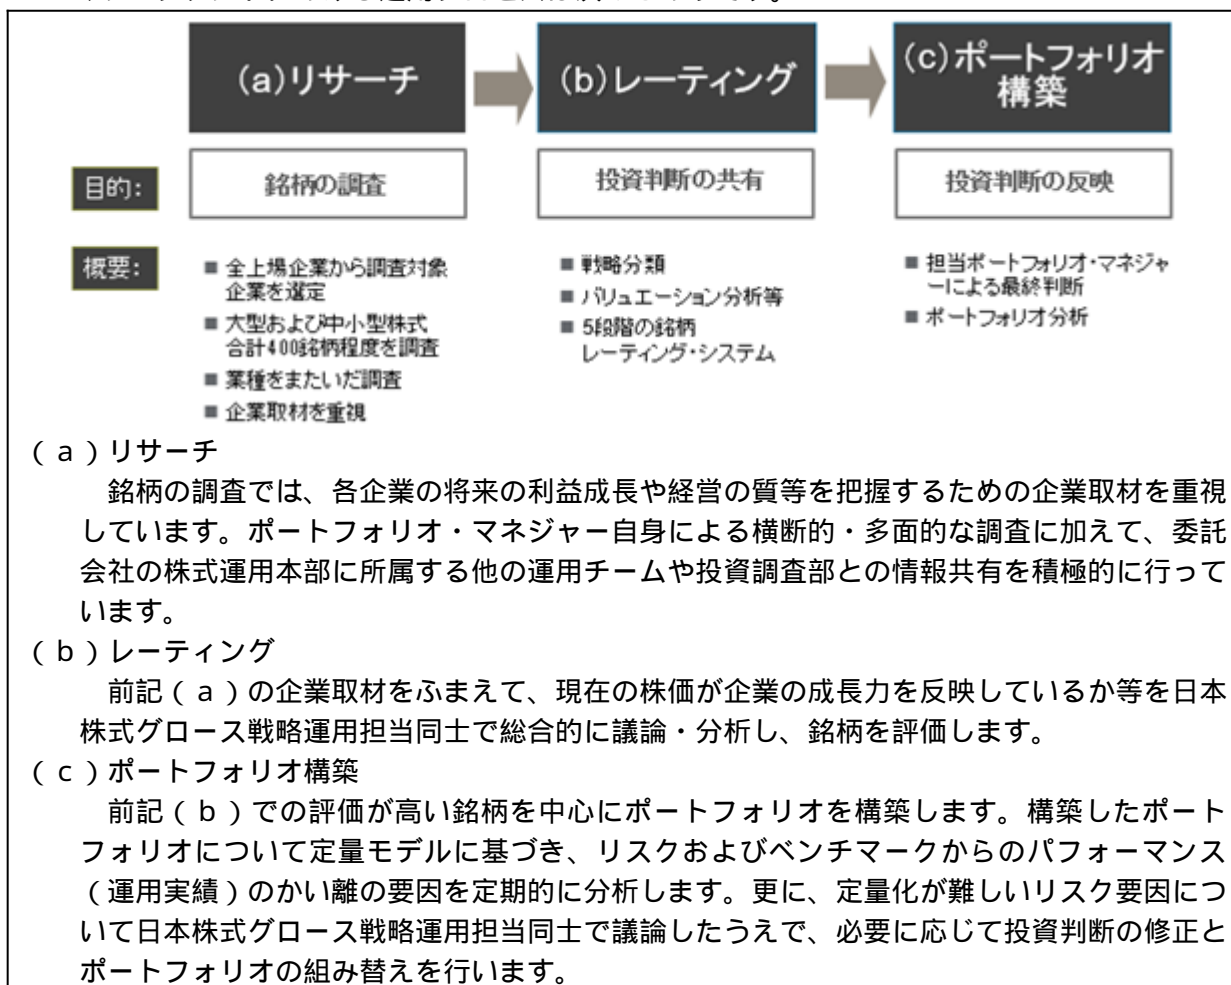 (a)リサーチ
(b)レーティング
(c)ポートフォリオ
構築
目的:
銘柄の調査
投資判断の共有
投資判断の反映
概要:
■ 全上場企業から調査対象
企業を選定
■ 大型および中小型株式
合計400銘柄程度を調査
■ 業種をまたいだ調査
■ 企業取材を重視
■ 戦略分類
■ バリュエーション分析等
■ 5段階の銘柄
レーティング・システム
■ 担当ポートフォリオ・マネジャ
ーによる最終判断
■ ポートフォリオ分析
(a)リサーチ
銘柄の調査では、各企業の将来の利益成長や経営の質等を把握するための企業取材を重視
しています。ポートフォリオ・マネジャー自身による横断的・多面的な調査に加えて、委託
会社の株式運用本部に所属する他の運用チームや投資調査部との情報共有を積極的に行って
います。
(b)レーティング
前記(a)の企業取材をふまえて、現在の株価が企業の成長力を反映しているか等を日本
株式グロース戦略運用担当同士で総合的に議論・分析し、銘柄を評価します。
(c)ポートフォリオ構築
前記(b)での評価が高い銘柄を中心にポートフォリオを構築します。構築したポート
フォリオについて定量モデルに基づき、リスクおよびベンチマークからのパフォーマンス
(運用実績)のかい離の要因を定期的に分析します。更に、定量化が難しいリスク要因につ
いて日本株式グロース戦略運用担当同士で議論したうえで、必要に応じて投資判断の修正と
ポートフォリオの組み替えを行います。